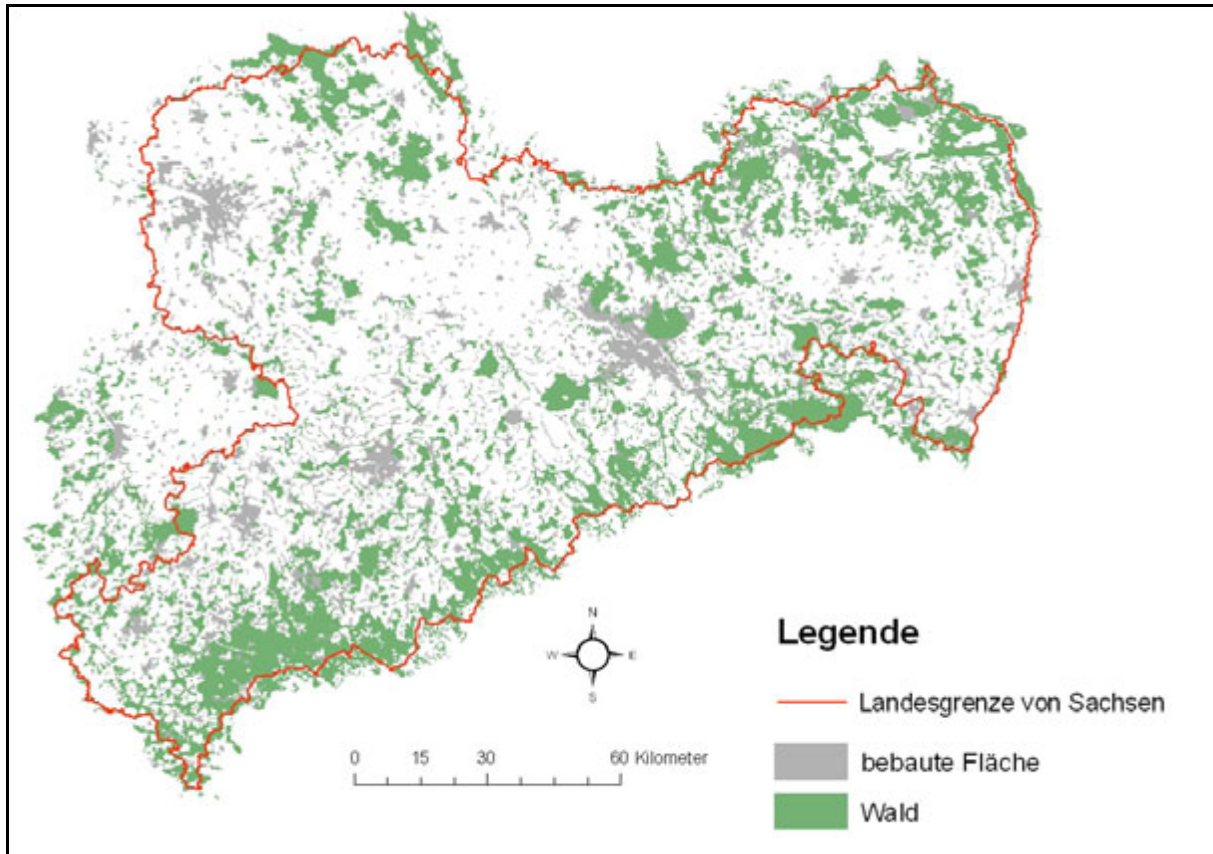 N
W E
S
0 15 30 60 Kilometer
Legende
Landesgrenze von Sachsen
bebaute Fläche
Wald